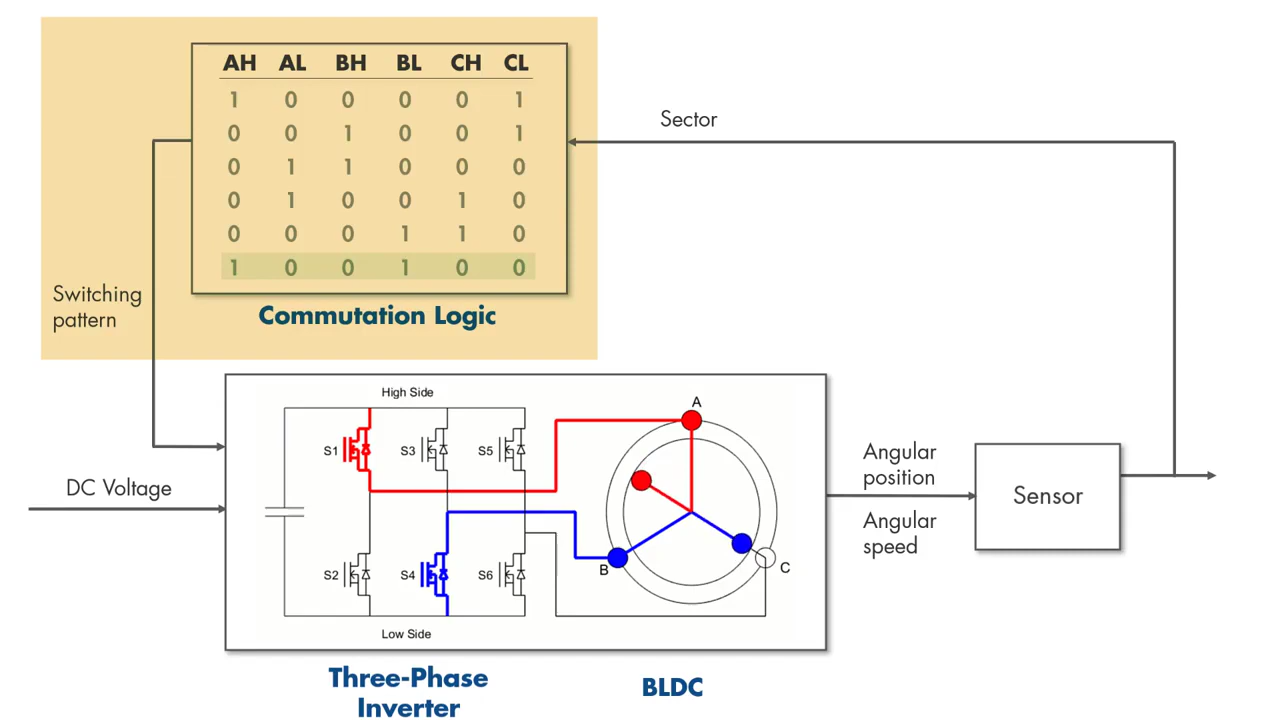 AH AL BH BL CH CL
1 0 0 0 0 1
0 0 1 0 0 1
0 1 1 0 0 0
0 1 0 0 1 0
0 0 0 1 1 0
1 0 0 1 0 0
Commutation Logic
Sector
Switching
pattern
DC Voltage
High Side
S1 S3 S5
S2 S4 S6
Low Side
A
B
C
Three-Phase
Inverter
BLDC
Angular
position
Angular
speed
Sensor